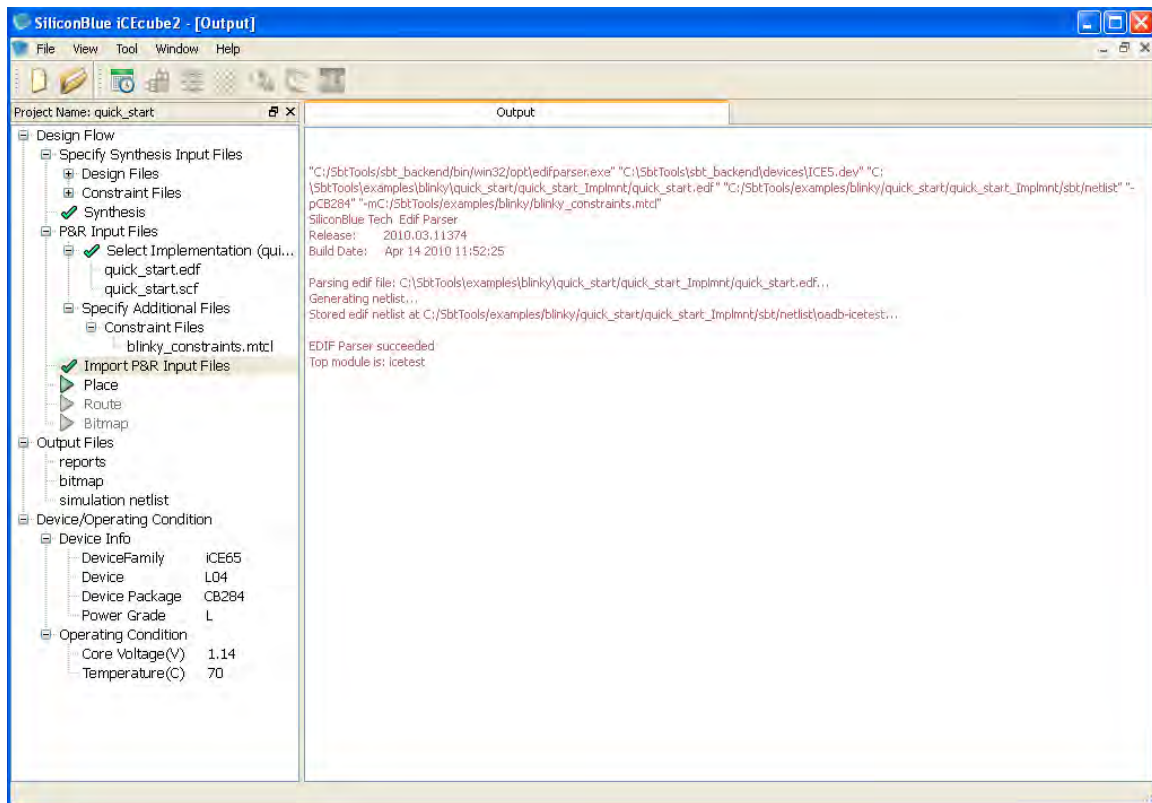 SiliconBlue iCEcube2 - [Output]
File View Tool Window Help
Project Name: quick_start
Output
Design Flow
Specify Synthesis Input Files
Design Files
Constraint Files
Synthesis
P&R Input Files
Select Implementation (qui...
quick_start.edf
quick_start.scf
Specify Additional Files
Constraint Files
blinky_constraints.mtcl
Import P&R Input Files
Place
Route
Bitmap
Output Files
reports
bitmap
simulation netlist
Device/Operating Condition
Device Info
DeviceFamily iCE65
Device L04
Device Package CB284
Power Grade L
Operating Condition
Core Voltage(V) 1.14
Temperature(C) 70
"C:/SbtTools/sbt_backend/bin/win32/opt\edifparser.exe" "C:\SbtTools\sbt_backend\devices\ICE5.dev" "C:
\SbtTools\examples\blinky\quick_start/quick_start_Implmnt/quick_start.edf" "C:/SbtTools/examples/blinky/quick_start/quick_start_Implmnt/sbt/netlist" "-
pCB284" "-mC:/SbtTools/examples/blinky/blinky_constraints.mtcl"
SiliconBlue Tech Edif Parser
Release: 2010.03.11374
Build Date: Apr 14 2010 11:52:25
Parsing edif file: C:\SbtTools\examples\blinky\quick_start/quick_start_Implmnt/quick_start.edf...
Generating netlist...
Stored edif netlist at C:/SbtTools/examples/blinky/quick_start/quick_start_Implmnt/sbt/netlist\oadb-icetest...
EDIF Parser succeeded
Top module is: icetest